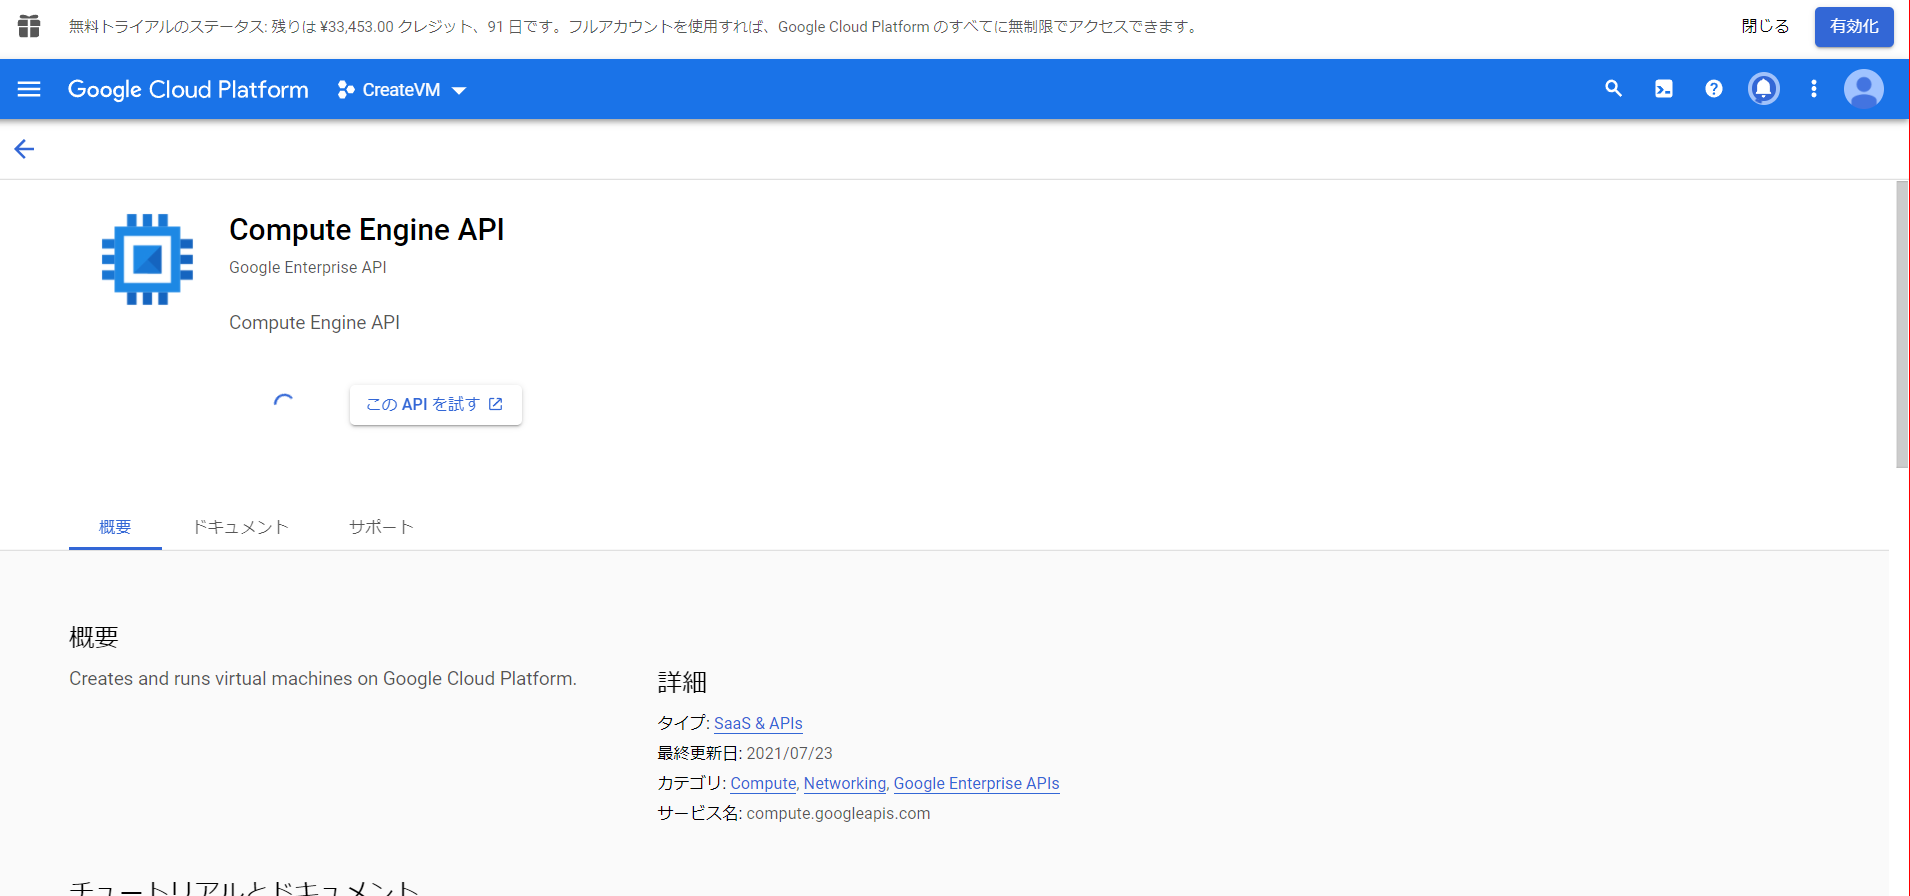 無料トライアルのステータス: 残りは ¥33,453.00 クレジット、91 日です。フルアカウントを使用すれば、Google Cloud Platform のすべてに無制限でアクセスできます。
閉じる
有効化
Google Cloud Platform
CreateVM
Compute Engine API
Google Enterprise API
Compute Engine API
この API を試す
概要
ドキュメント
サポート
概要
Creates and runs virtual machines on Google Cloud Platform.
詳細
タイプ: SaaS & APIs
最終更新日: 2021/07/23
カテゴリ: Compute, Networking, Google Enterprise APIs
サービス名: compute.googleapis.com
チュートリアルとドキュメント